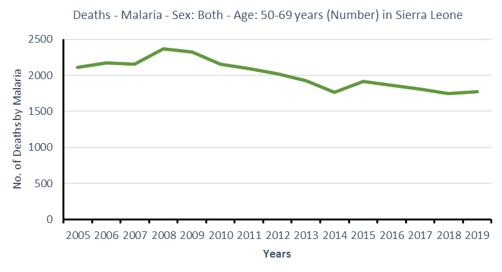 Deaths - Malaria - Sex: Both - Age: 50-69 years (Number) in Sierra Leone
No. of Deaths by Malaria
2500
2000
1500
1000
500
0
2005 2006 2007 2008 2009 2010 2011 2012 2013 2014 2015 2016 2017 2018 2019
Years